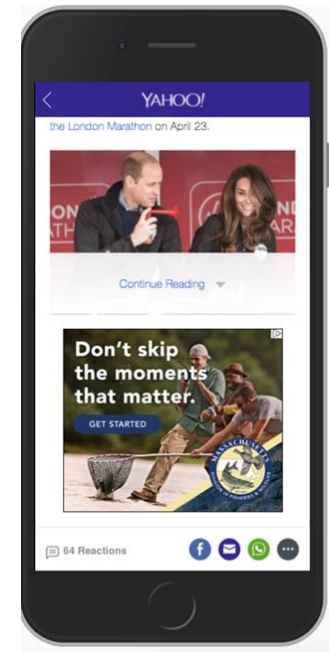 YAHOO!
the London Marathon on April 23.
Continue Reading
Don't skip
the moments
that matter.
GET STARTED
MASSACHUSETTS
64 Reactions